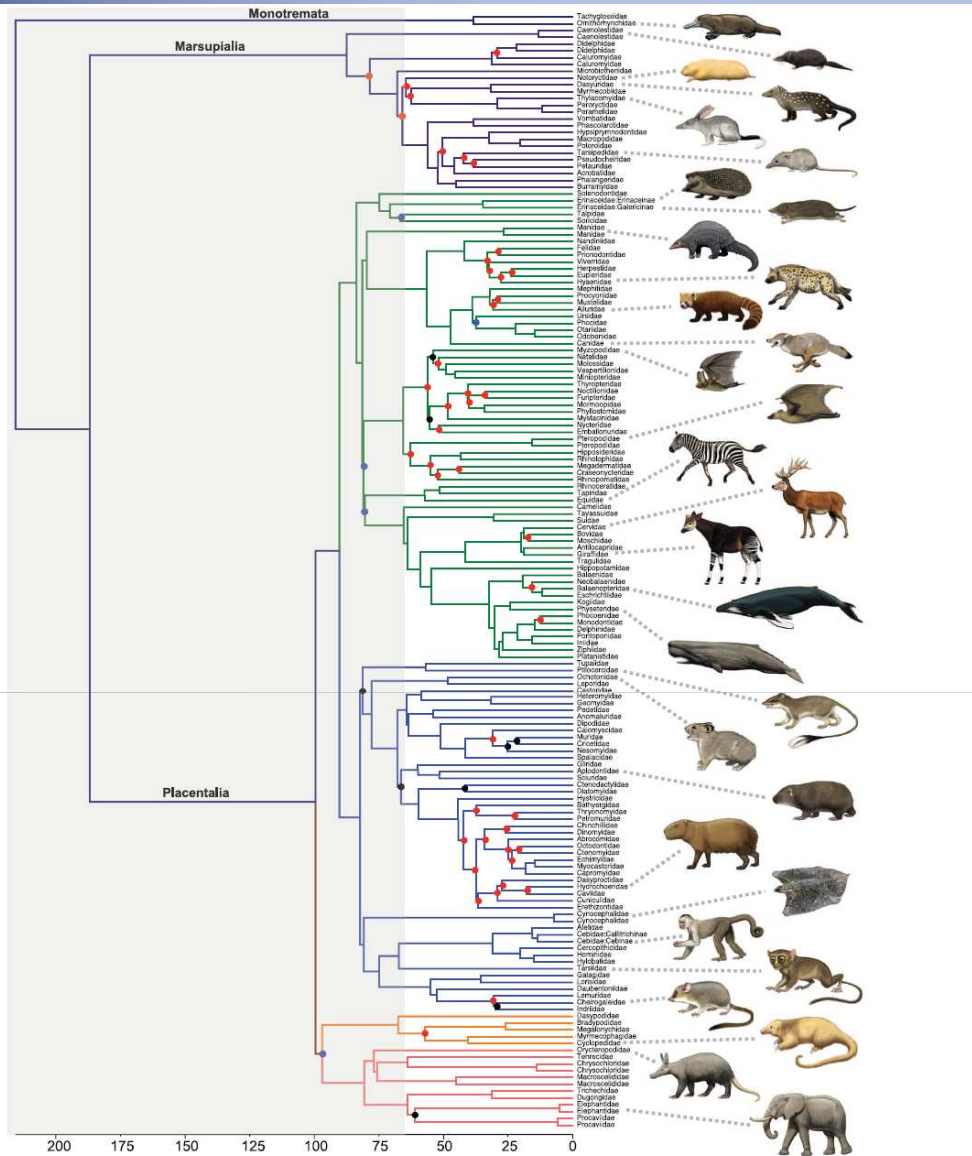 Monotremata
Marsupialia
Placentalia
Tachyglossidae
Ornithorhynchidae
Caenolestidae
Caenolestidae
Didelphidae
Didelphidae
Caluromyidae
Caluromyidae
Microbiotheriidae
Notoryctidae
Dasyuridae
Myrmecobiidae
Thylacomyidae
Peroryctidae
Peramelidae
Vombatidae
Phascolarctidae
Hypsiprymnodontidae
Macropodidae
Potoroidae
Tarsipedidae
Pseudocheiridae
Petauridae
Acrobatidae
Phalangeridae
Burramyidae
Solenodontidae
Erinaceidae:Erinaceinae
Erinaceidae:Galericinae
Talpidae
Soricidae
Manidae
Manidae
Nandiniidae
Felidae
Prionodontidae
Viverridae
Herpestidae
Eupleridae
Hyaenidae
Mephitidae
Procyonidae
Mustelidae
Ailuridae
Ursidae
Phocidae
Otariidae
Odobenidae
Canidae
Myzopodidae
Natalidae
Molossidae
Vespertilionidae
Miniopteridae
Thyropteridae
Noctilionidae
Furipteridae
Mormoopidae
Phyllostomidae
Mystacinidae
Nycteridae
Emballonuridae
Pteropodidae
Pteropodidae
Hipposideridae
Rhinolophidae
Megadermatidae
Craseonycteridae
Rhinopomatidae
Rhinocerotidae
Tapiridae
Equidae
Camelidae
Tayassuidae
Suidae
Cervidae
Bovidae
Moschidae
Antilocapridae
Giraffidae
Tragulidae
Hippopotamidae
Balaenidae
Neobalaenidae
Balaenopteridae
Eschrichtiidae
Kogiidae
Physeteridae
Phocoenidae
Monodontidae
Delphinidae
Pontoporiidae
Iniidae
Ziphiidae
Platanistidae
Tupaiidae
Ptilocercidae
Ochotonidae
Leporidae
Castoridae
Heteromyidae
Geomyidae
Pedetidae
Anomaluridae
Dipodidae
Calomyscidae
Muridae
Cricetidae
Nesomyidae
Spalacidae
Gliridae
Aplodontidae
Sciuridae
Ctenodactylidae
Diatomyidae
Hystricidae
Bathyergidae
Thryonomyidae
Petromuridae
Chinchillidae
Dinomyidae
Abrocomidae
Octodontidae
Ctenomyidae
Echimyidae
Myocastoridae
Capromyidae
Dasyproctidae
Hydrochoeridae
Caviidae
Cuniculidae
Erethizontidae
Cynocephalidae
Cynocephalidae
Atelidae
Cebidae:Callitrichinae
Cebidae:Cebinae
Cercopithicidae
Hominidae
Hylobatidae
Tarsiidae
Galagidae
Lorisidae
Daubentoniidae
Lemuridae
Cheirogaleidae
Indriidae
Dasypodidae
Bradypodidae
Megalonychidae
Myrmecophagidae
Cyclopedidae
Orycteropodidae
Tenrecidae
Chrysochloridae
Chrysochloridae
Macroscelididae
Macroscelididae
Trichechidae
Dugongidae
Elephantidae
Elephantidae
Procaviidae
Procaviidae
200 175 150 125 100 75 50 25 0